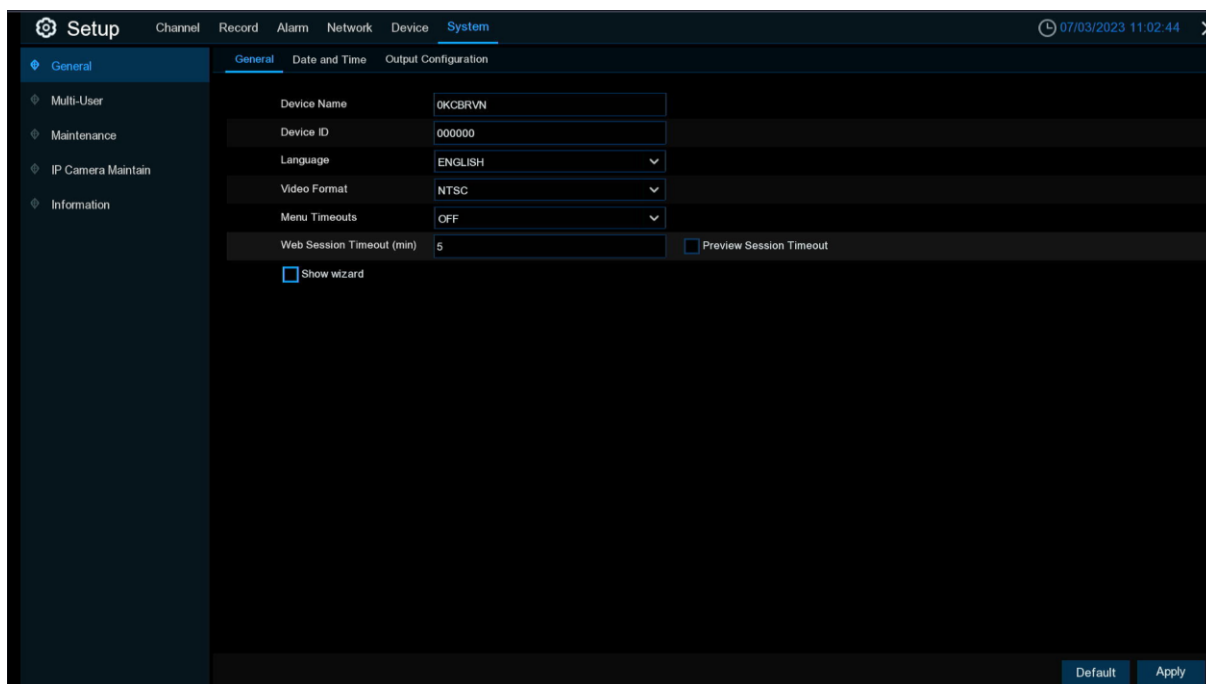 Setup Channel Record Alarm Network Device System 07/03/2023 11:02:44
General
Multi-User
Maintenance
IP Camera Maintain
Information
General Date and Time Output Configuration
Device Name 0KCBRVN
Device ID 000000
Language ENGLISH
Video Format NTSC
Menu Timeouts OFF
Web Session Timeout (min) 5 Preview Session Timeout
Show wizard
Default Apply